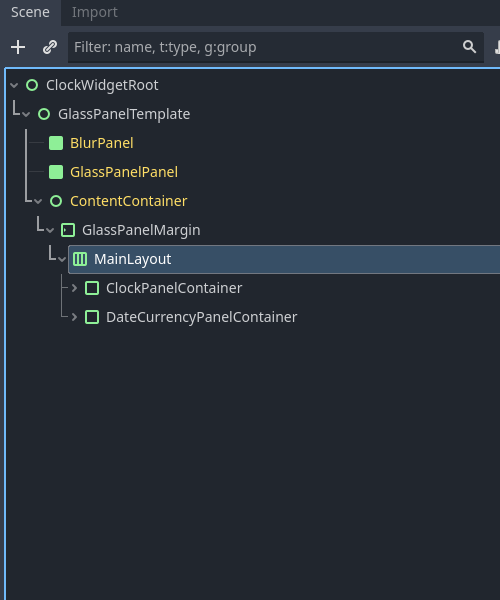 Scene Import
Filter: name, t:type, g:group
ClockWidgetRoot
GlassPanelTemplate
BlurPanel
GlassPanelPanel
ContentContainer
GlassPanelMargin
MainLayout
ClockPanelContainer
DateCurrencyPanelContainer